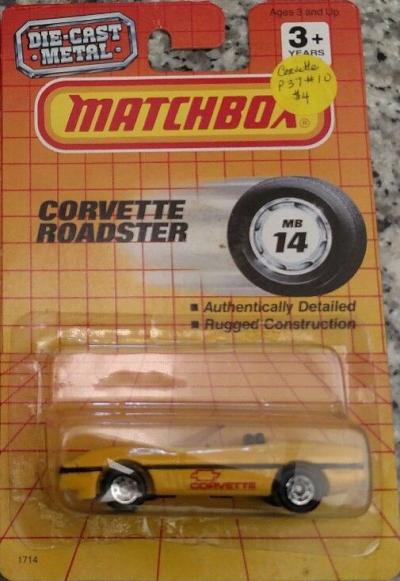 Ages 3 and Up
DIE-CAST
METAL
3+
YEARS
Corvette
P37#10
$4
MATCHBOX®
CORVETTE
ROADSTER
MB
14
Authentically Detailed
Rugged Construction
CORVETTE
1714